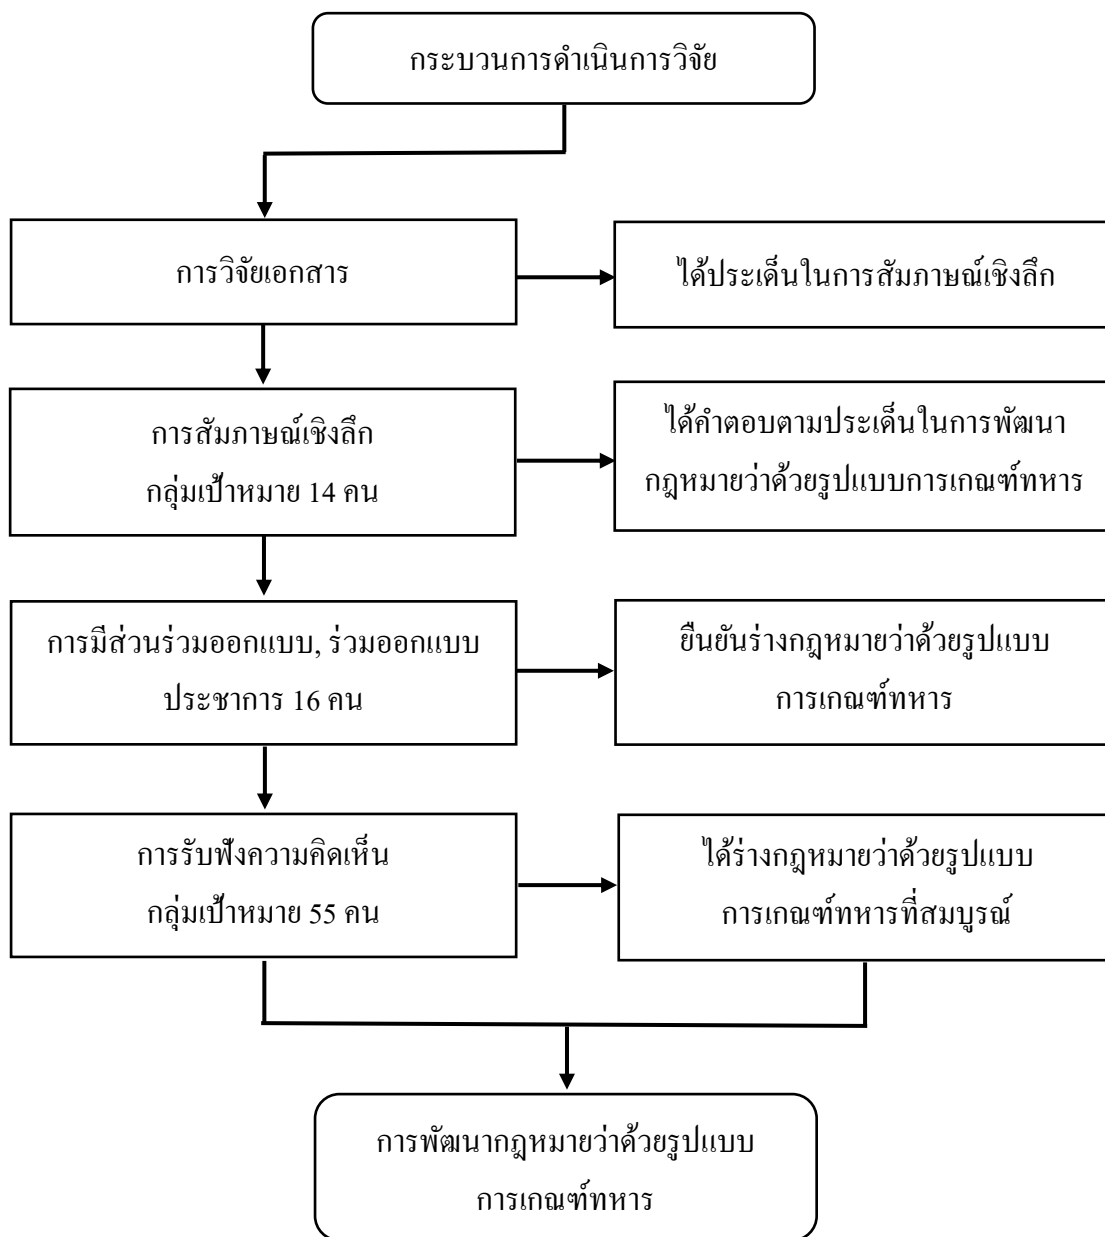 กระบวนการดำเนินการวิจัย
การวิจัยเอกสาร
ได้ประเด็นในการสัมภาษณ์เชิงลึก
การสัมภาษณ์เชิงลึก
กลุ่มเป้าหมาย 14 คน
ได้คำตอบตามประเด็นในการพัฒนา
กฎหมายว่าด้วยรูปแบบการเกณฑ์ทหาร
การมีส่วนร่วมออกแบบ, ร่วมออกแบบ
ประชาการ 16 คน
ยืนยันร่างกฎหมายว่าด้วยรูปแบบ
การเกณฑ์ทหาร
การรับฟังความคิดเห็น
กลุ่มเป้าหมาย 55 คน
ได้ร่างกฎหมายว่าด้วยรูปแบบ
การเกณฑ์ทหารที่สมบูรณ์
การพัฒนากฎหมายว่าด้วยรูปแบบ
การเกณฑ์ทหาร